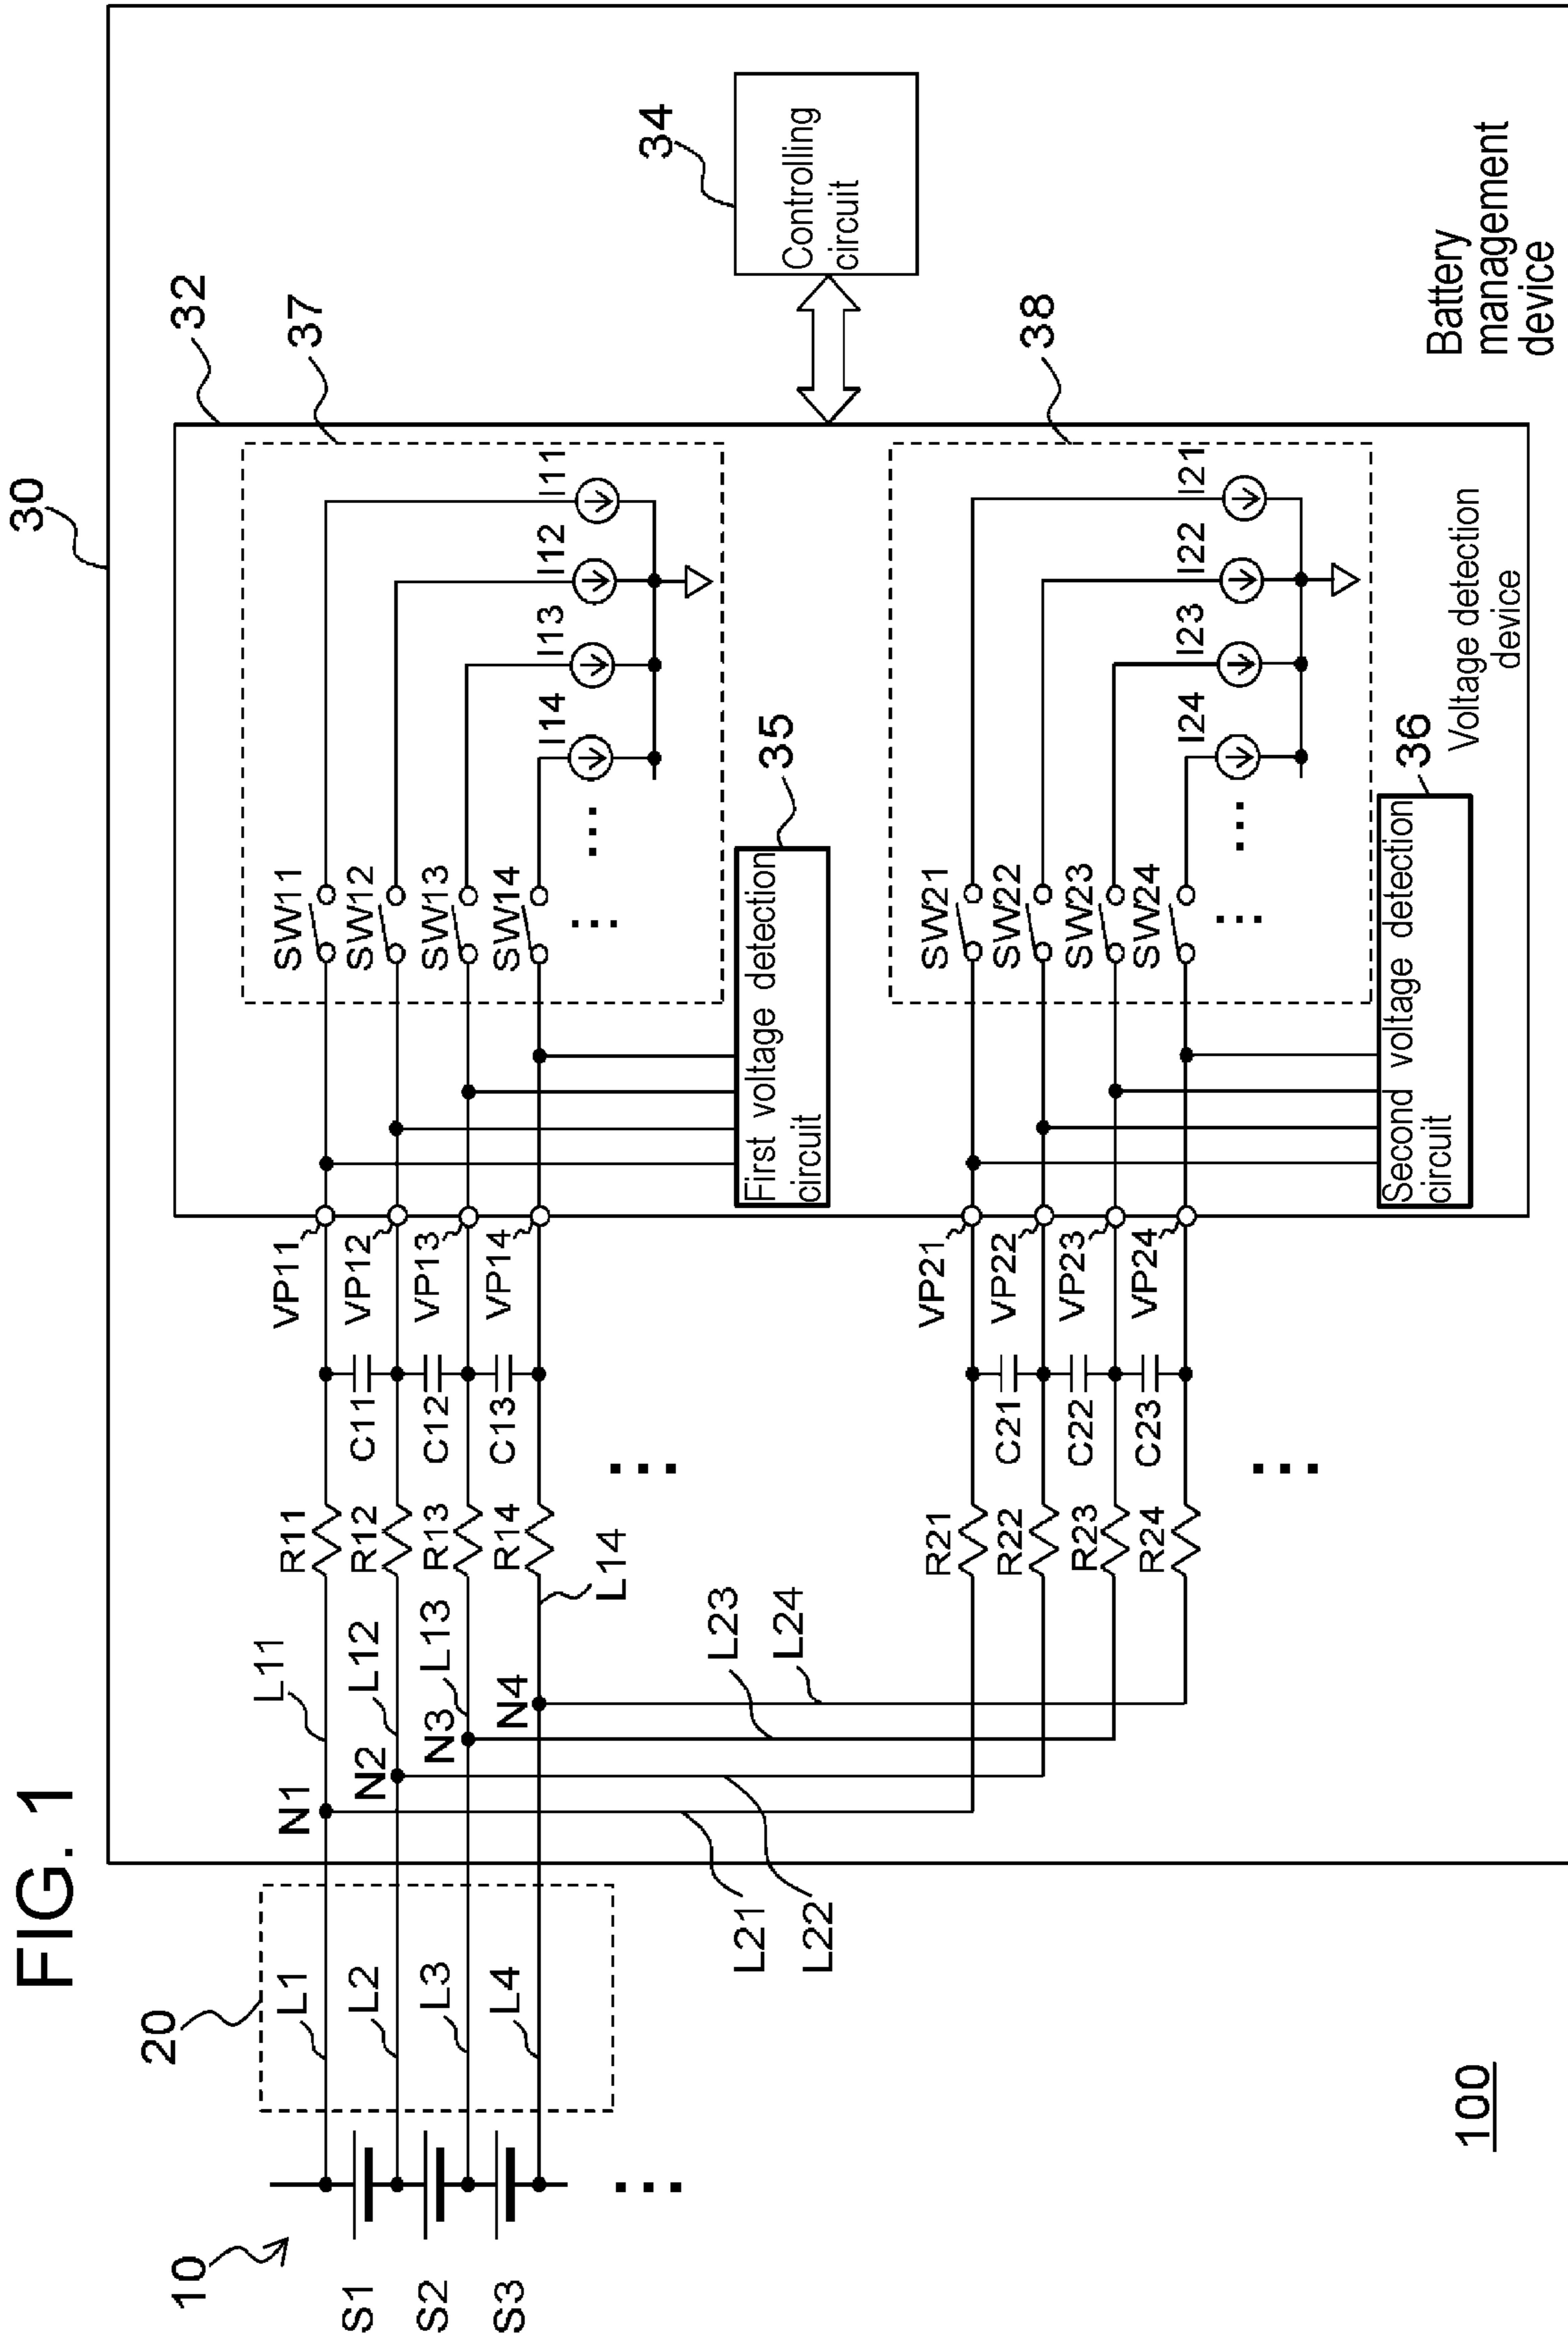 FIG. 1
10
S1
S2
S3
20
L1
L2
L3
L4
100
30
N1
N2
N3
N4
L11
L12
L13
L14
L21
L22
L23
L24
R11
R12
R13
R14
C11
C12
C13
VP11
VP12
VP13
VP14
R21
R22
R23
R24
C21
C22
C23
VP21
VP22
VP23
VP24
32
37
SW11
SW12
SW13
SW14
I11
I12
I13
I14
35
First voltage detection
circuit
38
SW21
SW22
SW23
SW24
I21
I22
I23
I24
36
Second voltage detection
circuit
Voltage detection
device
34
Controlling
circuit
Battery
management
device